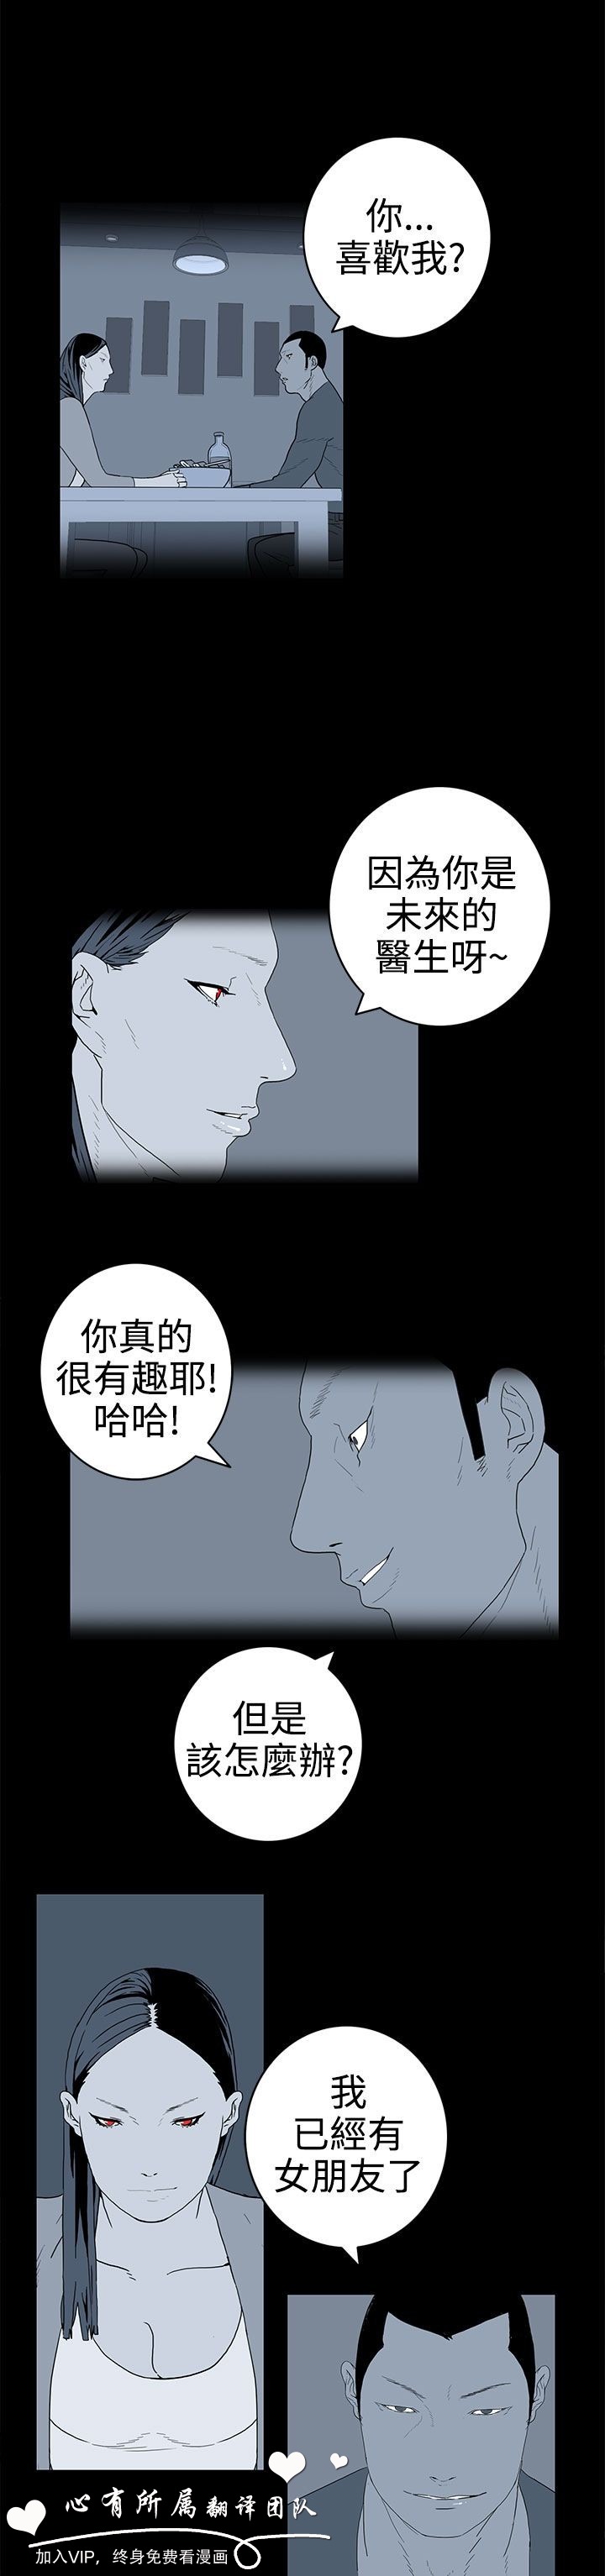 你...
喜歡我?
因為你是
未來的
醫生呀~
你真的
很有趣耶!
哈哈!
但是
該怎麼辦?
我
已經有
女朋友了
心有所属翻译团队
加入VIP，终身免费看漫画